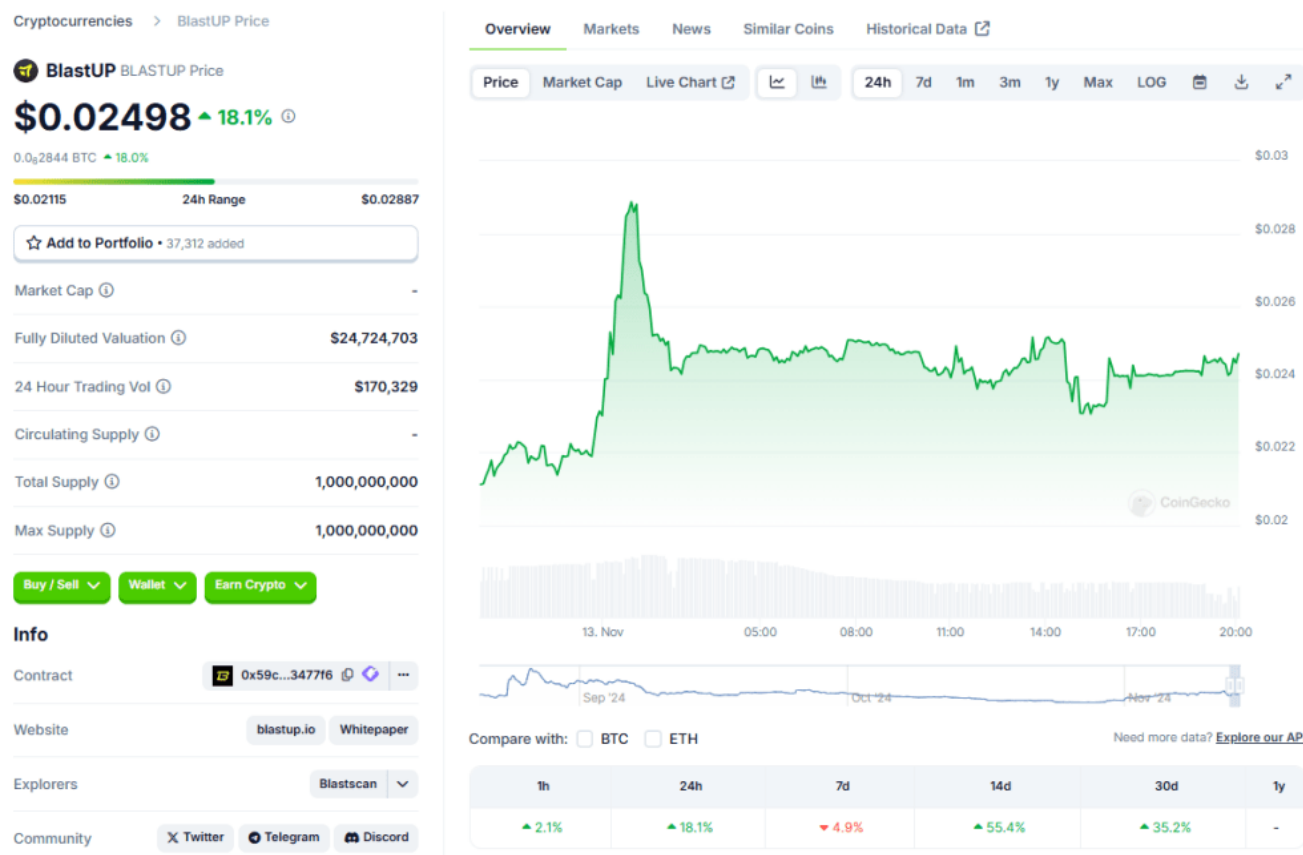 Cryptocurrencies > BlastUP Price
BlastUP BLASTUP Price
$0.02498 18.1%
0.0₆2844 BTC 18.0%
$0.02115 24h Range $0.02887
Add to Portfolio • 37,312 added
Market Cap -
Fully Diluted Valuation $24,724,703
24 Hour Trading Vol $170,329
Circulating Supply -
Total Supply 1,000,000,000
Max Supply 1,000,000,000
Buy / Sell Wallet Earn Crypto
Info
Contract 0x59c...3477f6 ...
Website blastup.io Whitepaper
Explorers Blastscan
Community Twitter Telegram Discord
Overview Markets News Similar Coins Historical Data
Price Market Cap Live Chart 24h 7d 1m 3m 1y Max LOG
$0.03
$0.028
$0.026
$0.024
$0.022
$0.02
CoinGecko
13. Nov 05:00 08:00 11:00 14:00 17:00 20:00
Sep '24 Oct '24 Nov '24
Compare with: BTC ETH
Need more data? Explore our AP
1h 24h 7d 14d 30d 1y
2.1% 18.1% 4.9% 55.4% 35.2% -